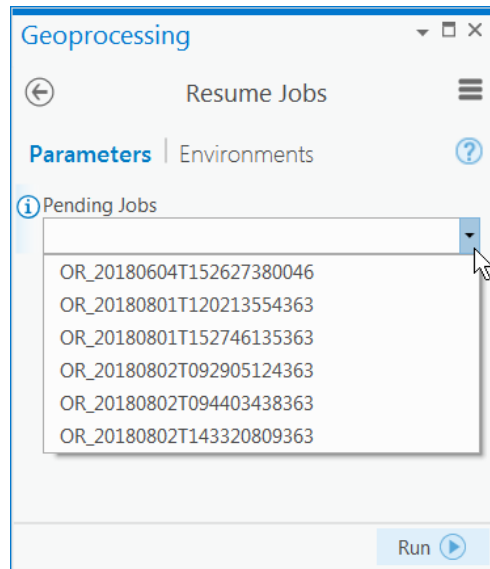 Geoprocessing
Resume Jobs
Parameters | Environments
Pending Jobs
OR_20180604T152627380046
OR_20180801T120213554363
OR_20180801T152746135363
OR_20180802T092905124363
OR_20180802T094403438363
OR_20180802T143320809363
Run